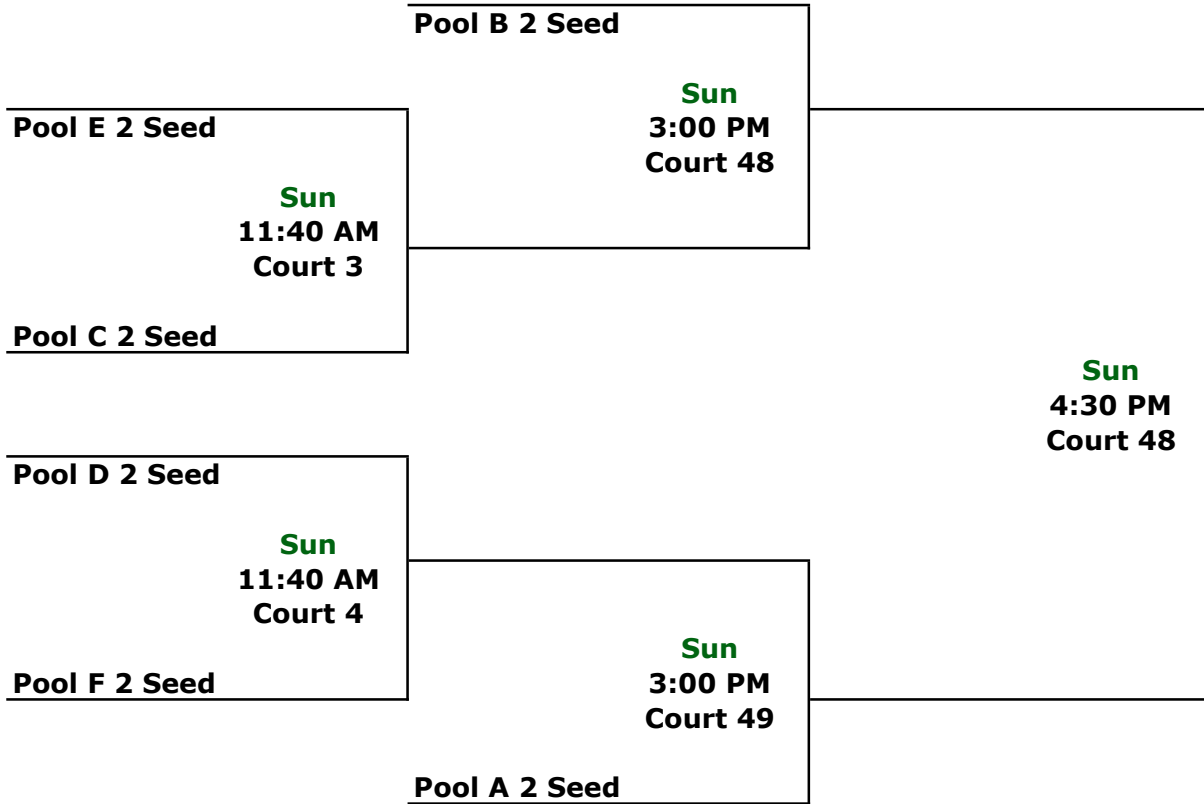 Pool B 2 Seed
Sun
3:00 PM
Court 48
Pool E 2 Seed
Sun
11:40 AM
Court 3
Pool C 2 Seed
Sun
4:30 PM
Court 48
Pool D 2 Seed
Sun
11:40 AM
Court 4
Pool F 2 Seed
Sun
3:00 PM
Court 49
Pool A 2 Seed